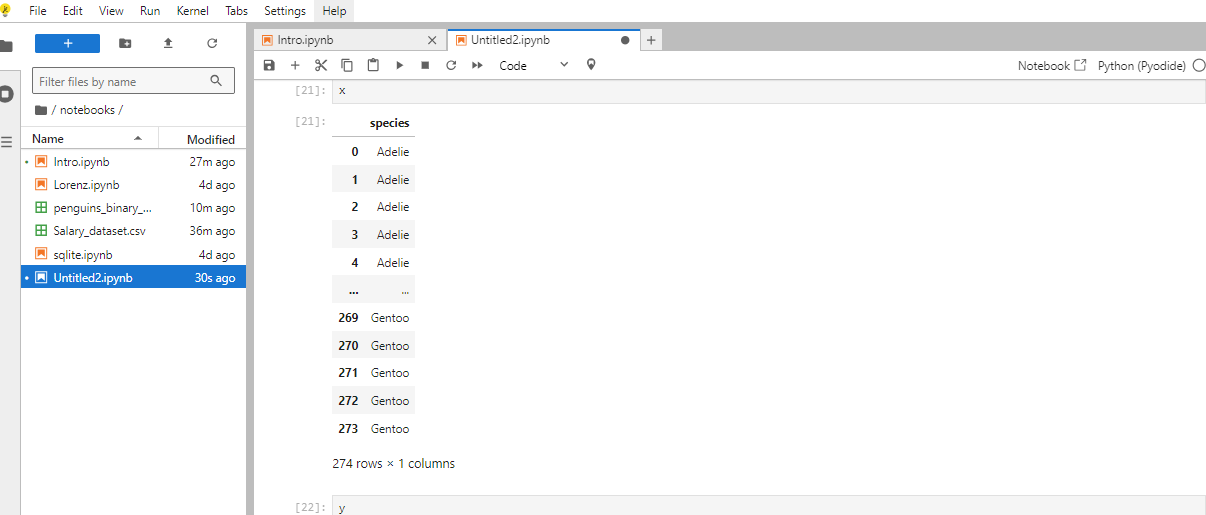 File Edit View Run Kernel Tabs Settings Help
Intro.ipynb
Untitled2.ipynb
Code
Notebook
Python (Pyodide)
Filter files by name
/ notebooks /
Name Modified
Intro.ipynb 27m ago
Lorenz.ipynb 4d ago
penguins_binary_... 10m ago
Salary_dataset.csv 36m ago
sqlite.ipynb 4d ago
Untitled2.ipynb 30s ago
[21]: x
[21]: species
0 Adelie
1 Adelie
2 Adelie
3 Adelie
4 Adelie
... ...
269 Gentoo
270 Gentoo
271 Gentoo
272 Gentoo
273 Gentoo
274 rows × 1 columns
[22]: y